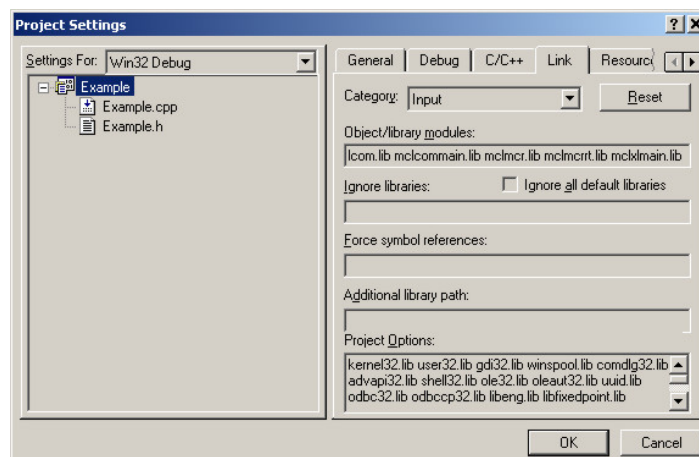 Project Settings
Settings For: Win32 Debug
Example
Example.cpp
Example.h
General Debug C/C++ Link Resourc
Category: Input Reset
Object/library modules:
lcom.lib mclcommain.lib mclmcr.lib mclmcrrt.lib mclxlmain.lib
Ignore libraries: Ignore all default libraries
Force symbol references:
Additional library path:
Project Options:
kernel32.lib user32.lib gdi32.lib winspool.lib comdlg32.lib
advapi32.lib shell32.lib ole32.lib oleaut32.lib uuid.lib
odbc32.lib odbccp32.lib libeng.lib libfixedpoint.lib
OK Cancel